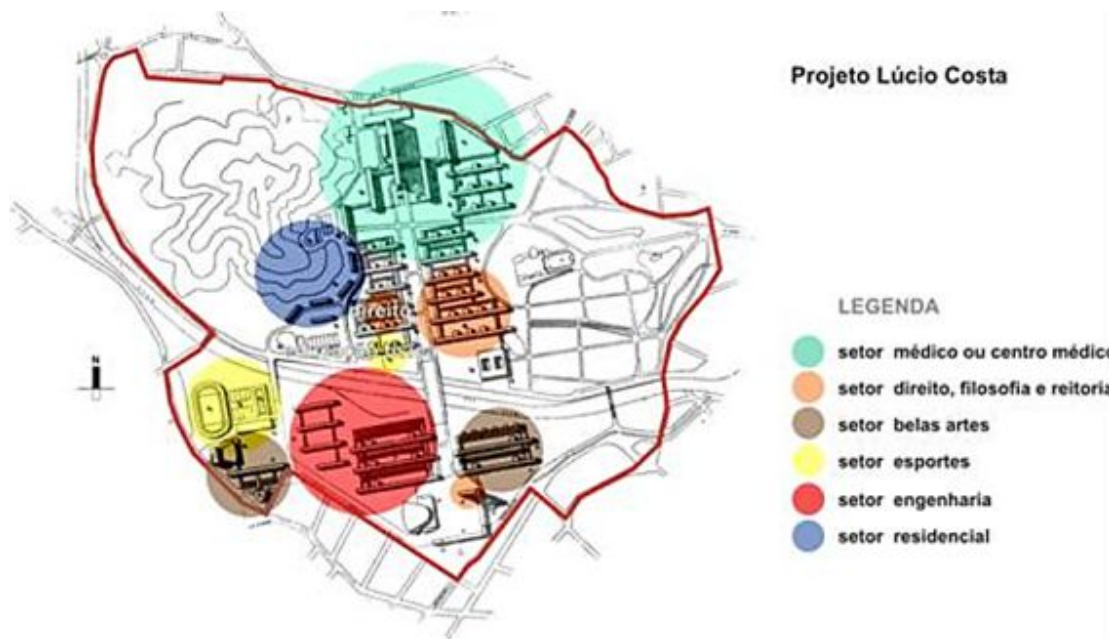 Projeto Lúcio Costa
LEGENDA
setor médico ou centro médico
setor direito, filosofia e reitoria
setor belas artes
setor esportes
setor engenharia
setor residencial
N
direito